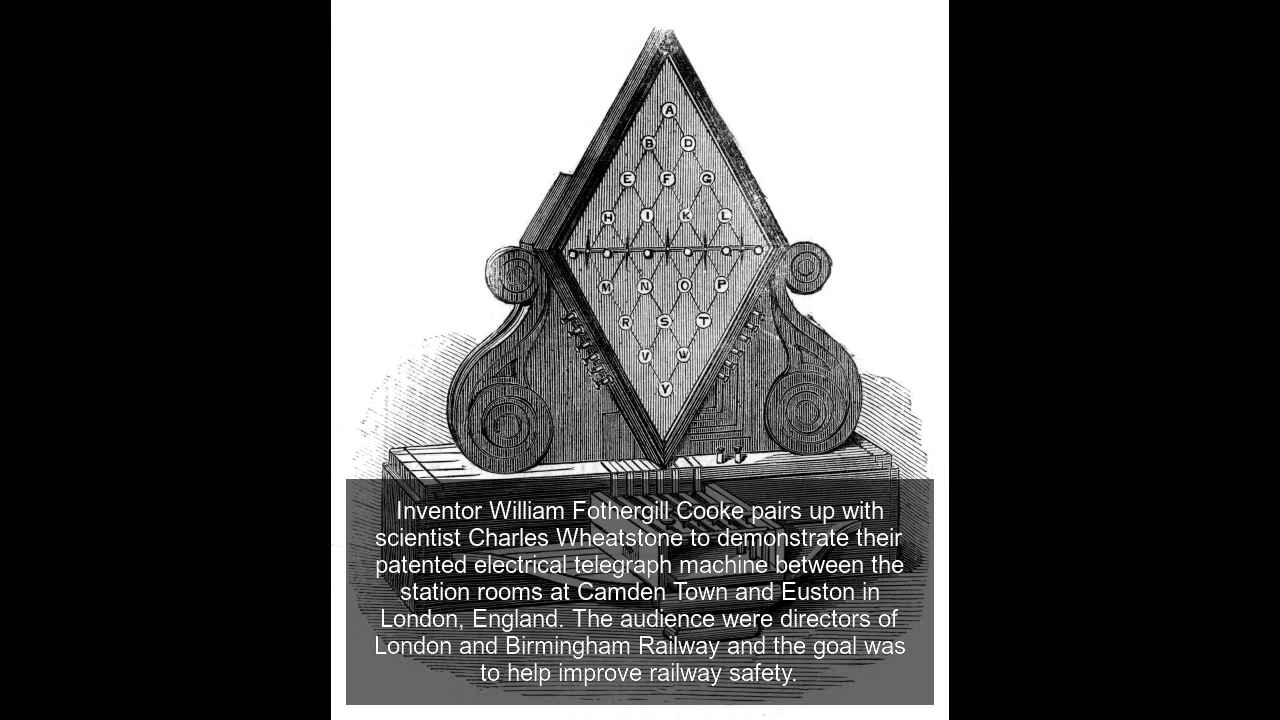 A
B D
E F G
H I K L
M N O P
R S T
V W
Y
Inventor William Fothergill Cooke pairs up with
scientist Charles Wheatstone to demonstrate their
patented electrical telegraph machine between the
station rooms at Camden Town and Euston in
London, England. The audience were directors of
London and Birmingham Railway and the goal was
to help improve railway safety.